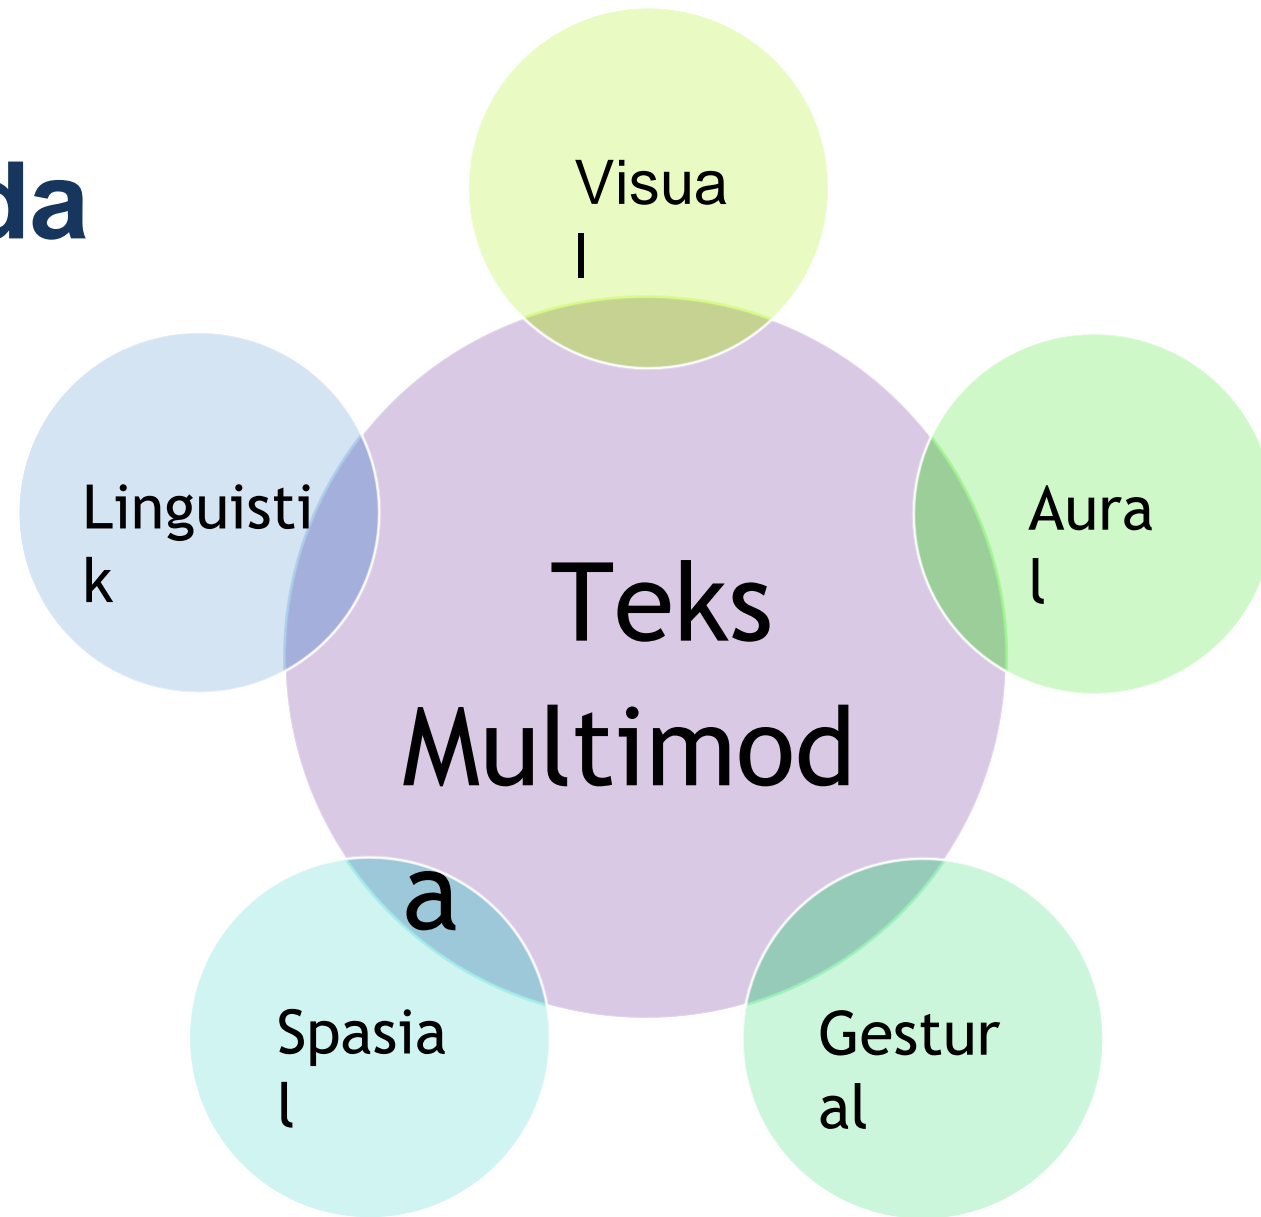 da
Visua
l
Linguisti
k
Aura
l
Teks
Multimod
a
Spasia
l
Gestur
al